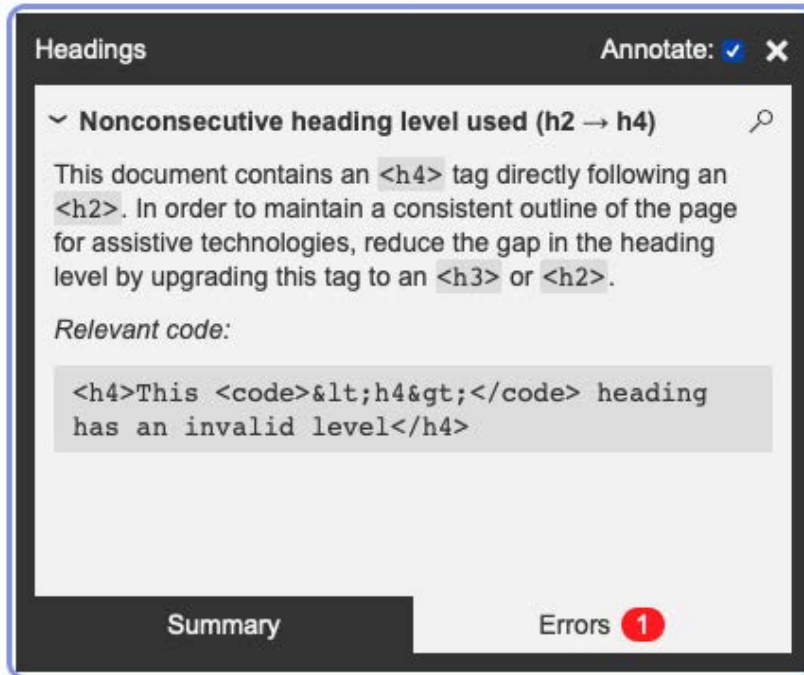 Headings
Annotate:
Nonconsecutive heading level used (h2 → h4)
This document contains an <h4> tag directly following an
<h2>. In order to maintain a consistent outline of the page
for assistive technologies, reduce the gap in the heading
level by upgrading this tag to an <h3> or <h2>.
Relevant code:
<h4>This <code>&lt;h4&gt;</code> heading
has an invalid level</h4>
Summary
Errors 1